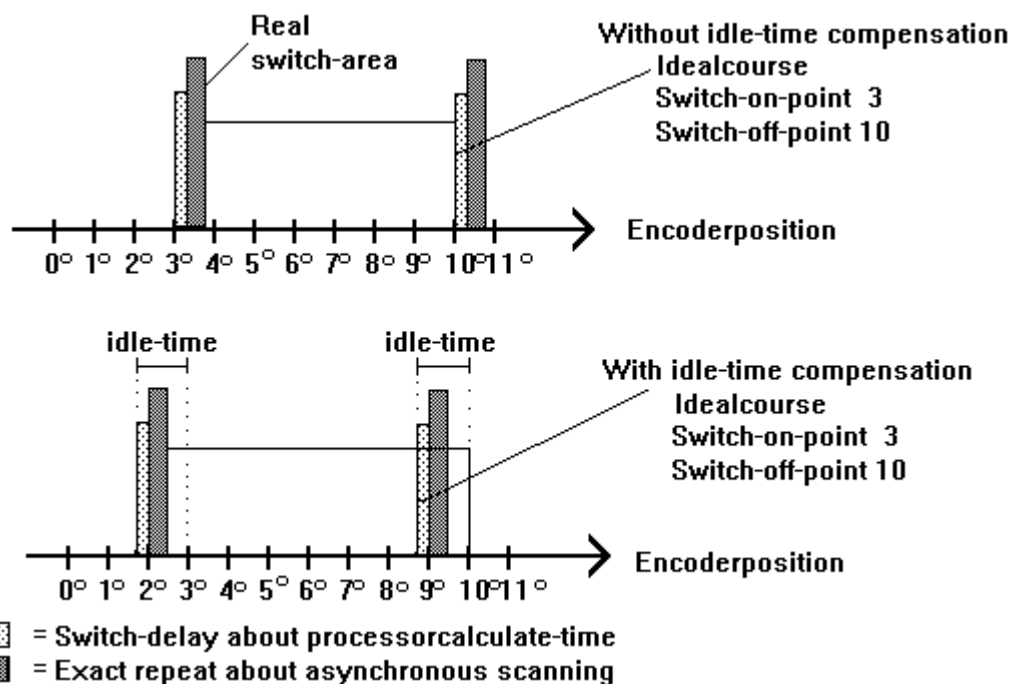 Real
switch-area
Without idle-time compensation
Idealcourse
Switch-on-point 3
Switch-off-point 10
Encoderposition
0° 1° 2° 3° 4° 5° 6° 7° 8° 9° 10° 11°
idle-time idle-time
With idle-time compensation
Idealcourse
Switch-on-point 3
Switch-off-point 10
Encoderposition
0° 1° 2° 3° 4° 5° 6° 7° 8° 9° 10° 11°
= Switch-delay about processorcalculate-time
= Exact repeat about asynchronous scanning